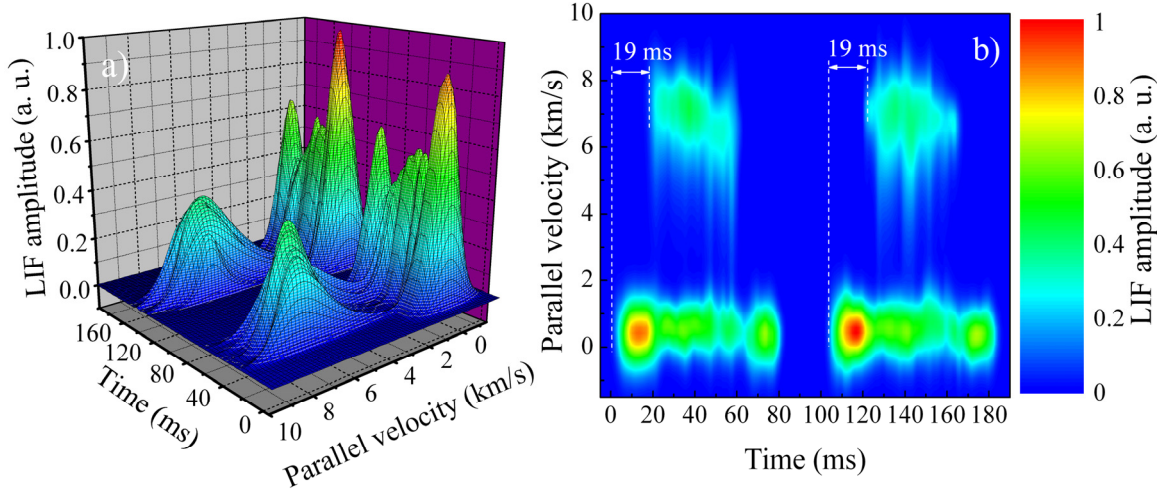 a)
LIF amplitude (a. u.)
1.0
0.8
0.6
0.4
0.2
0.0
160
120
80
40
0
Time (ms)
10
8
6
4
2
0
Parallel velocity (km/s)
b)
19 ms
19 ms
Parallel velocity (km/s)
10
8
6
4
2
0
0 20 40 60 80 100 120 140 160 180
Time (ms)
1
0.8
0.6
0.4
0.2
0
LIF amplitude (a. u.)